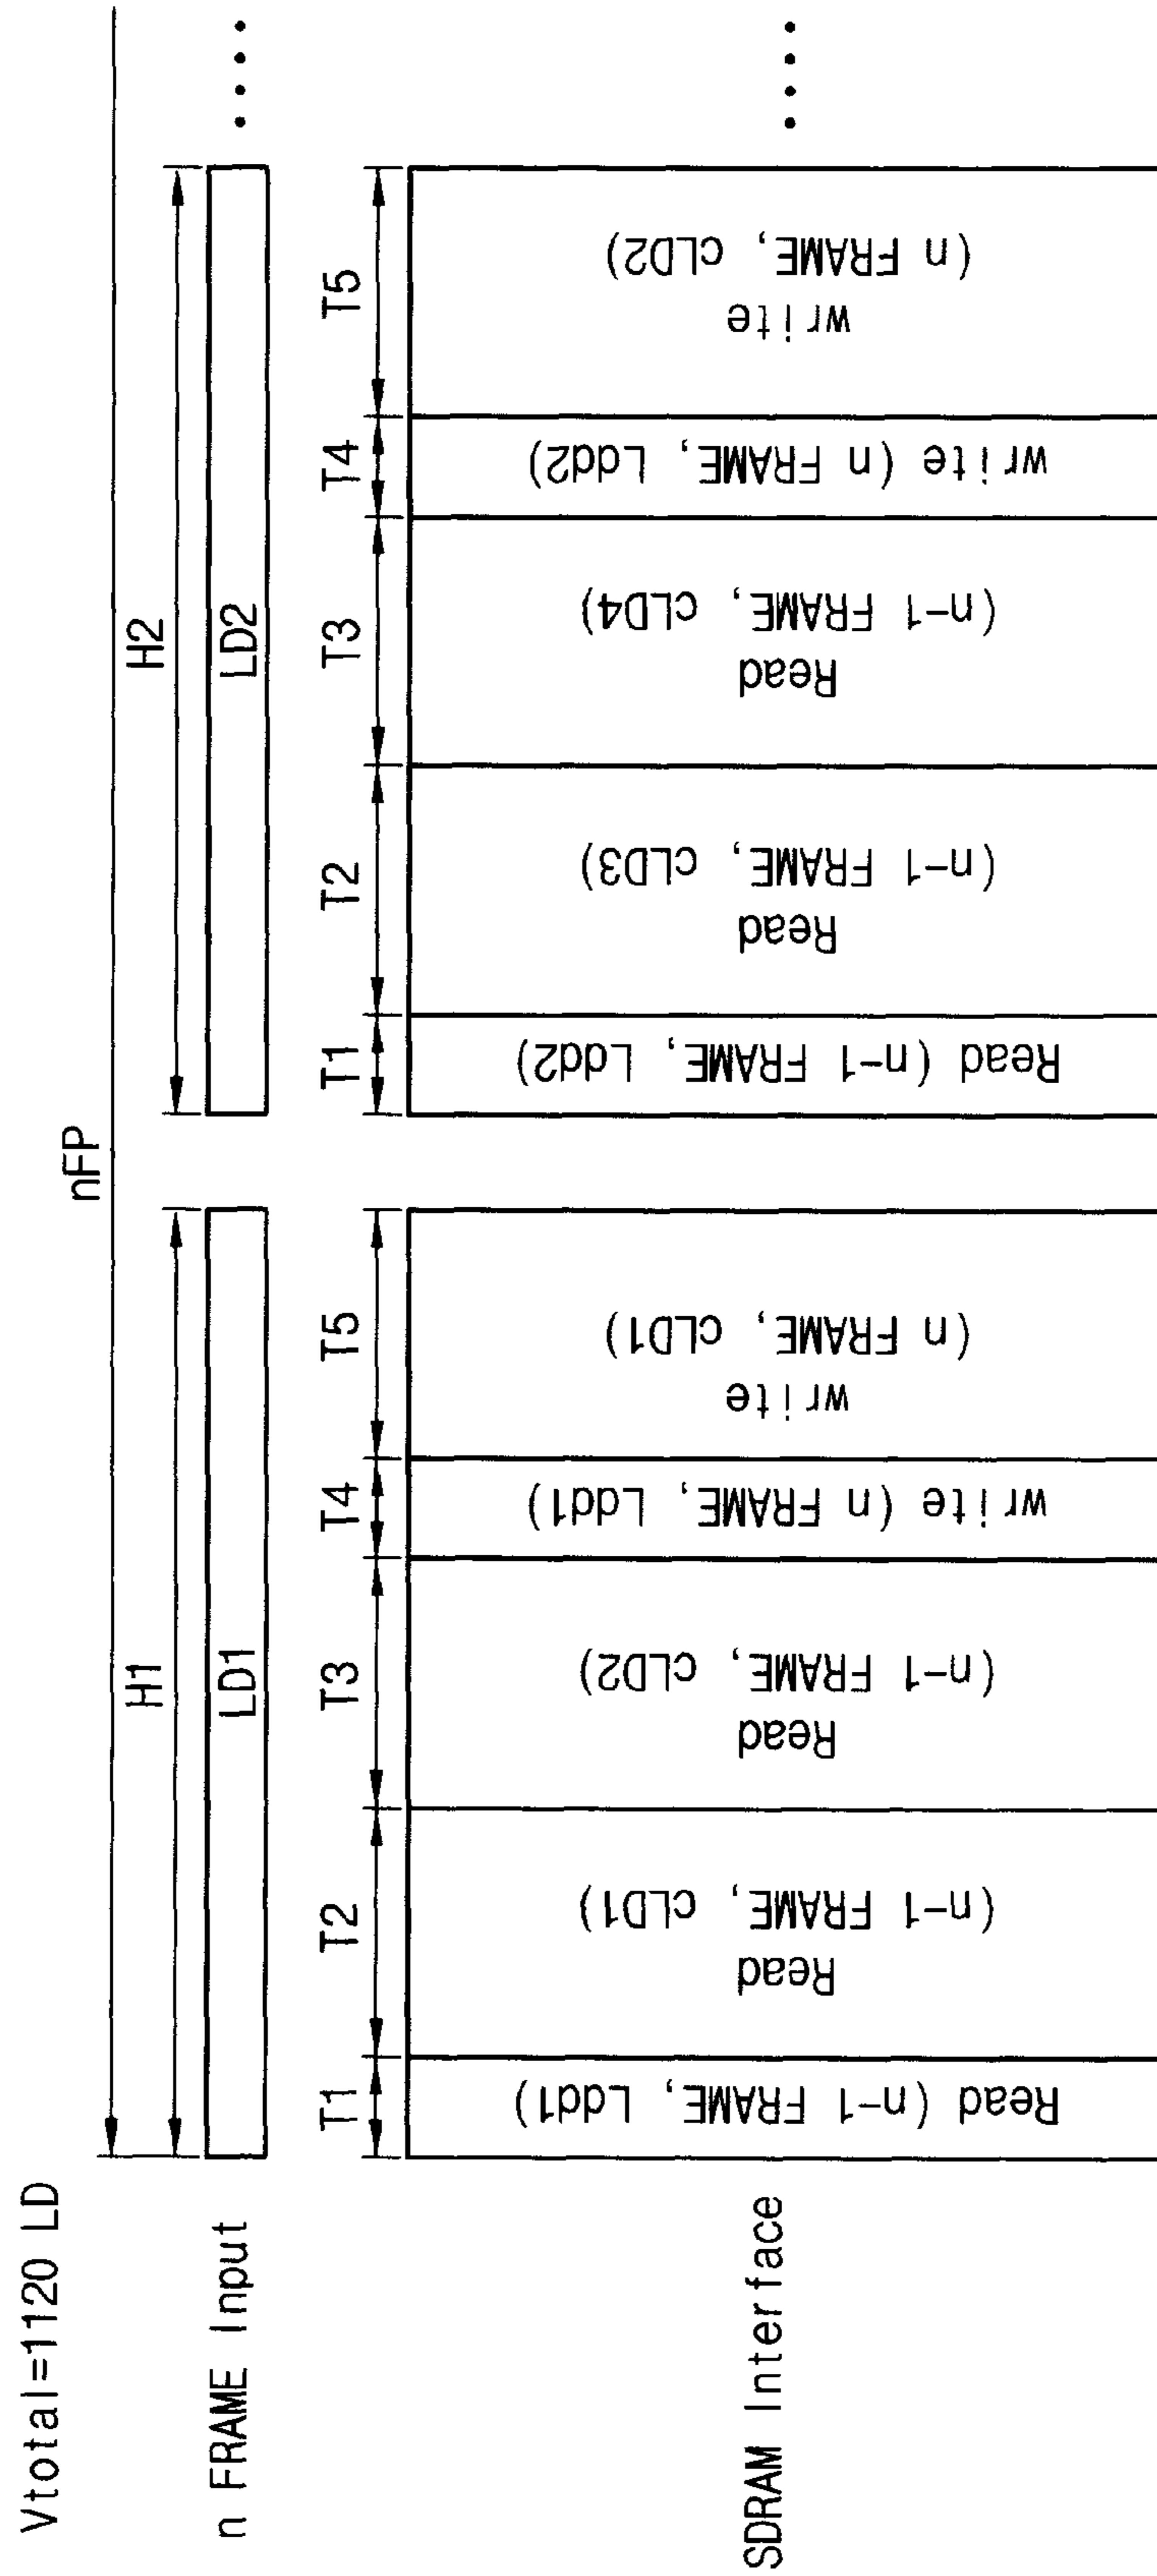 Vtotal=1120 LD
nFP
H1
H2
n FRAME Input
LD1
LD2
T1
T2
T3
T4
T5
T1
T2
T3
T4
T5
SDRAM Interface
Read (n-1 FRAME, Ldd1)
Read
(n-1 FRAME, cLD1)
Read
(n-1 FRAME, cLD2)
write (n FRAME, Ldd1)
write
(n FRAME, cLD1)
Read (n-1 FRAME, Ldd2)
Read
(n-1 FRAME, cLD3)
Read
(n-1 FRAME, cLD4)
write (n FRAME, Ldd2)
write
(n FRAME, cLD2)